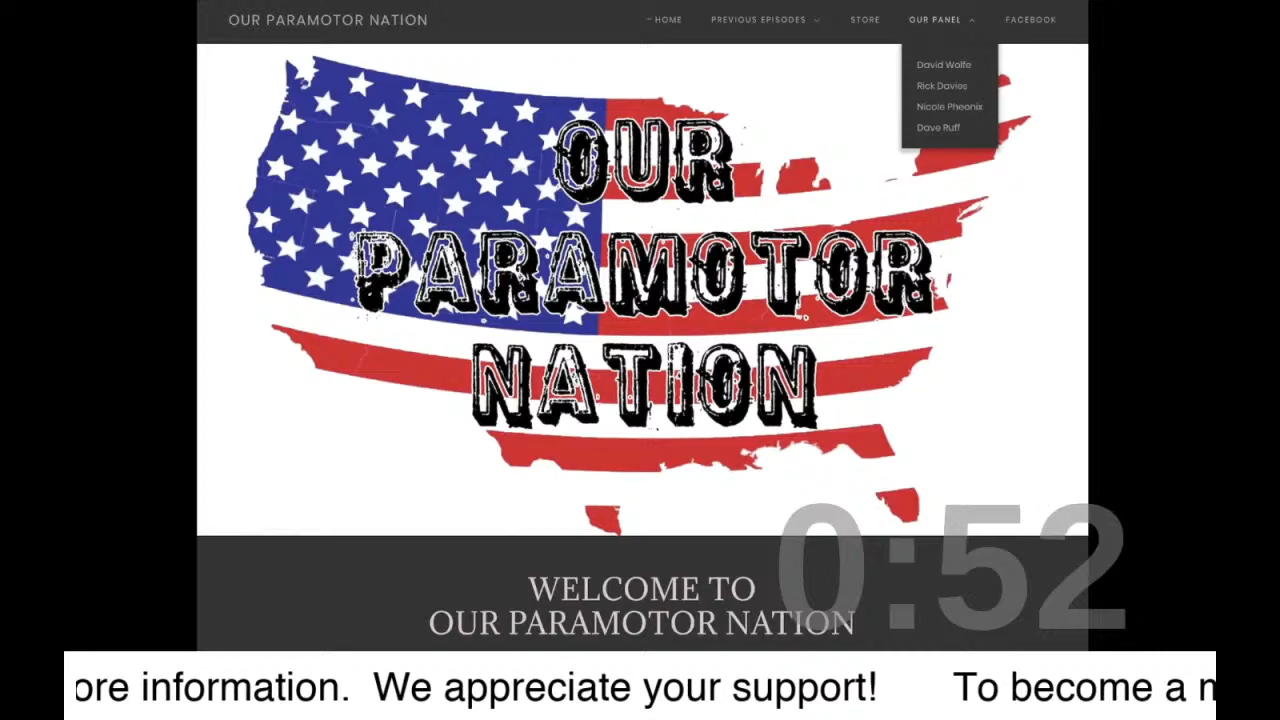 OUR PARAMOTOR NATION
HOME PREVIOUS EPISODES STORE OUR PANEL FACEBOOK
David Wolfe
Rick Davies
Nicole Pheonix
Dave Ruff
OUR
PARAMOTOR
NATION
0:52
WELCOME TO
OUR PARAMOTOR NATION
ore information. We appreciate your support! To become a m